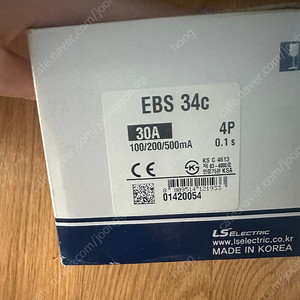 EBS 34c
30A 4P
100/200/500mA 0.1 s
KS C 4613
KSA
01420054
LS ELECTRIC
www.lselectric.co.kr
MADE IN KOREA